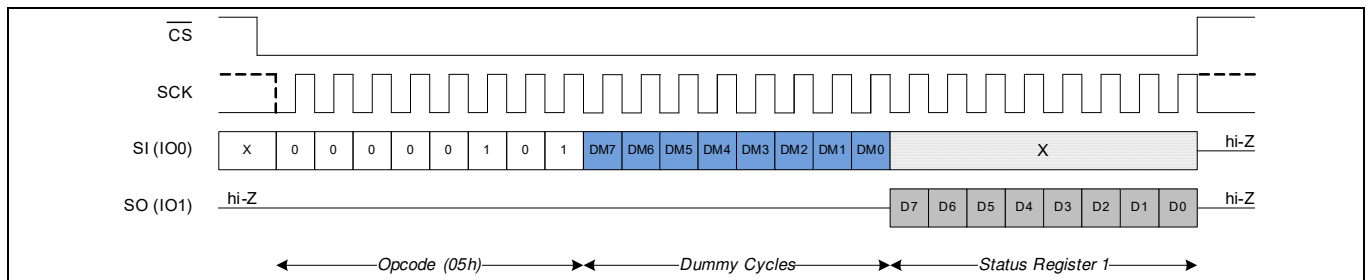 CS
SCK
SI (IO0) X 0 0 0 0 0 1 0 1 DM7 DM6 DM5 DM4 DM3 DM2 DM1 DM0 X hi-Z
SO (IO1) hi-Z D7 D6 D5 D4 D3 D2 D1 D0 hi-Z
Opcode (05h) Dummy Cycles Status Register 1